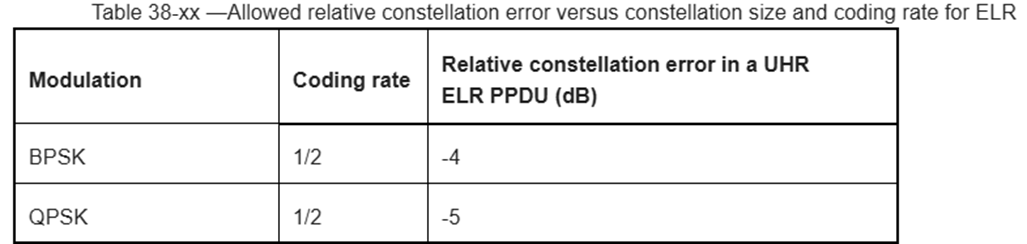 Table 38-xx —Allowed relative constellation error versus constellation size and coding rate for ELR
Modulation
Coding rate
Relative constellation error in a UHR
ELR PPDU (dB)
BPSK
1/2
-4
QPSK
1/2
-5